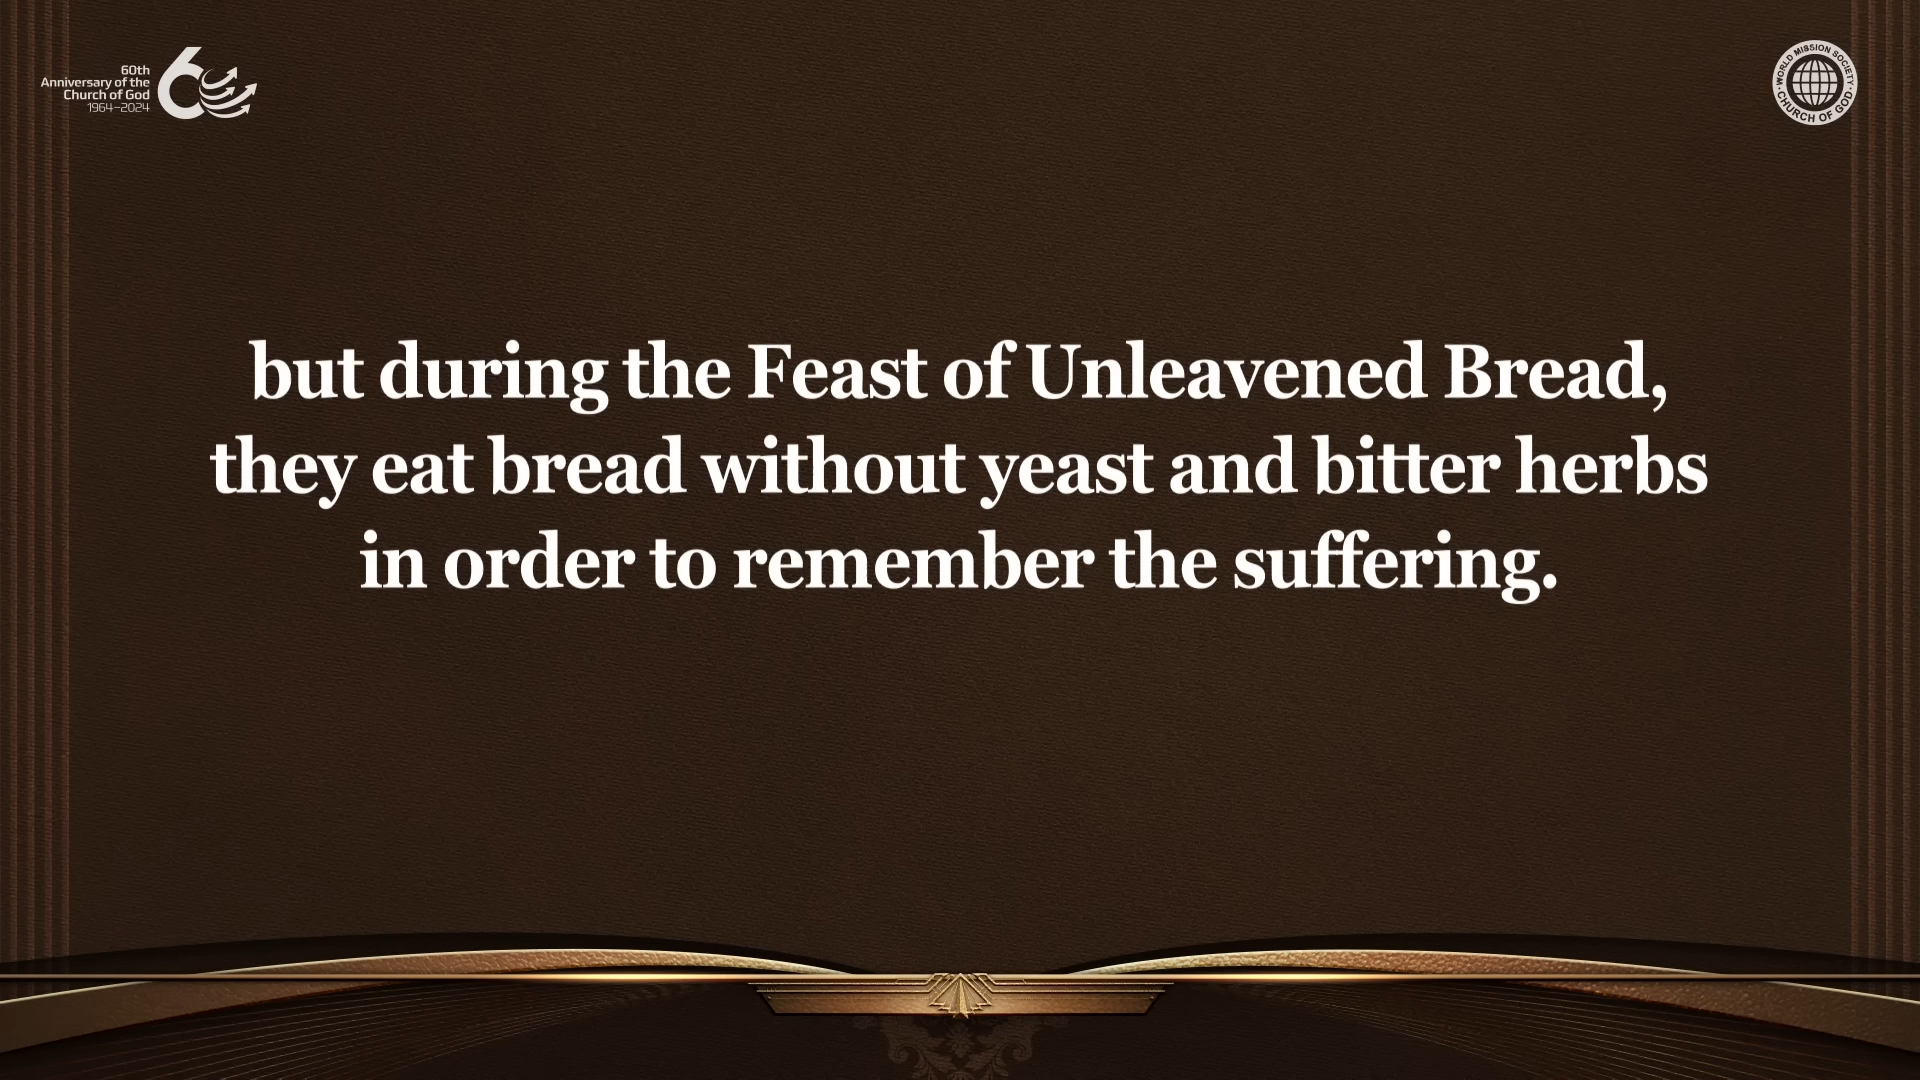 60th
Anniversary of the
Church of God
1964–2024
60
WORLD MISSION SOCIETY
CHURCH OF GOD
but during the Feast of Unleavened Bread,
they eat bread without yeast and bitter herbs
in order to remember the suffering.